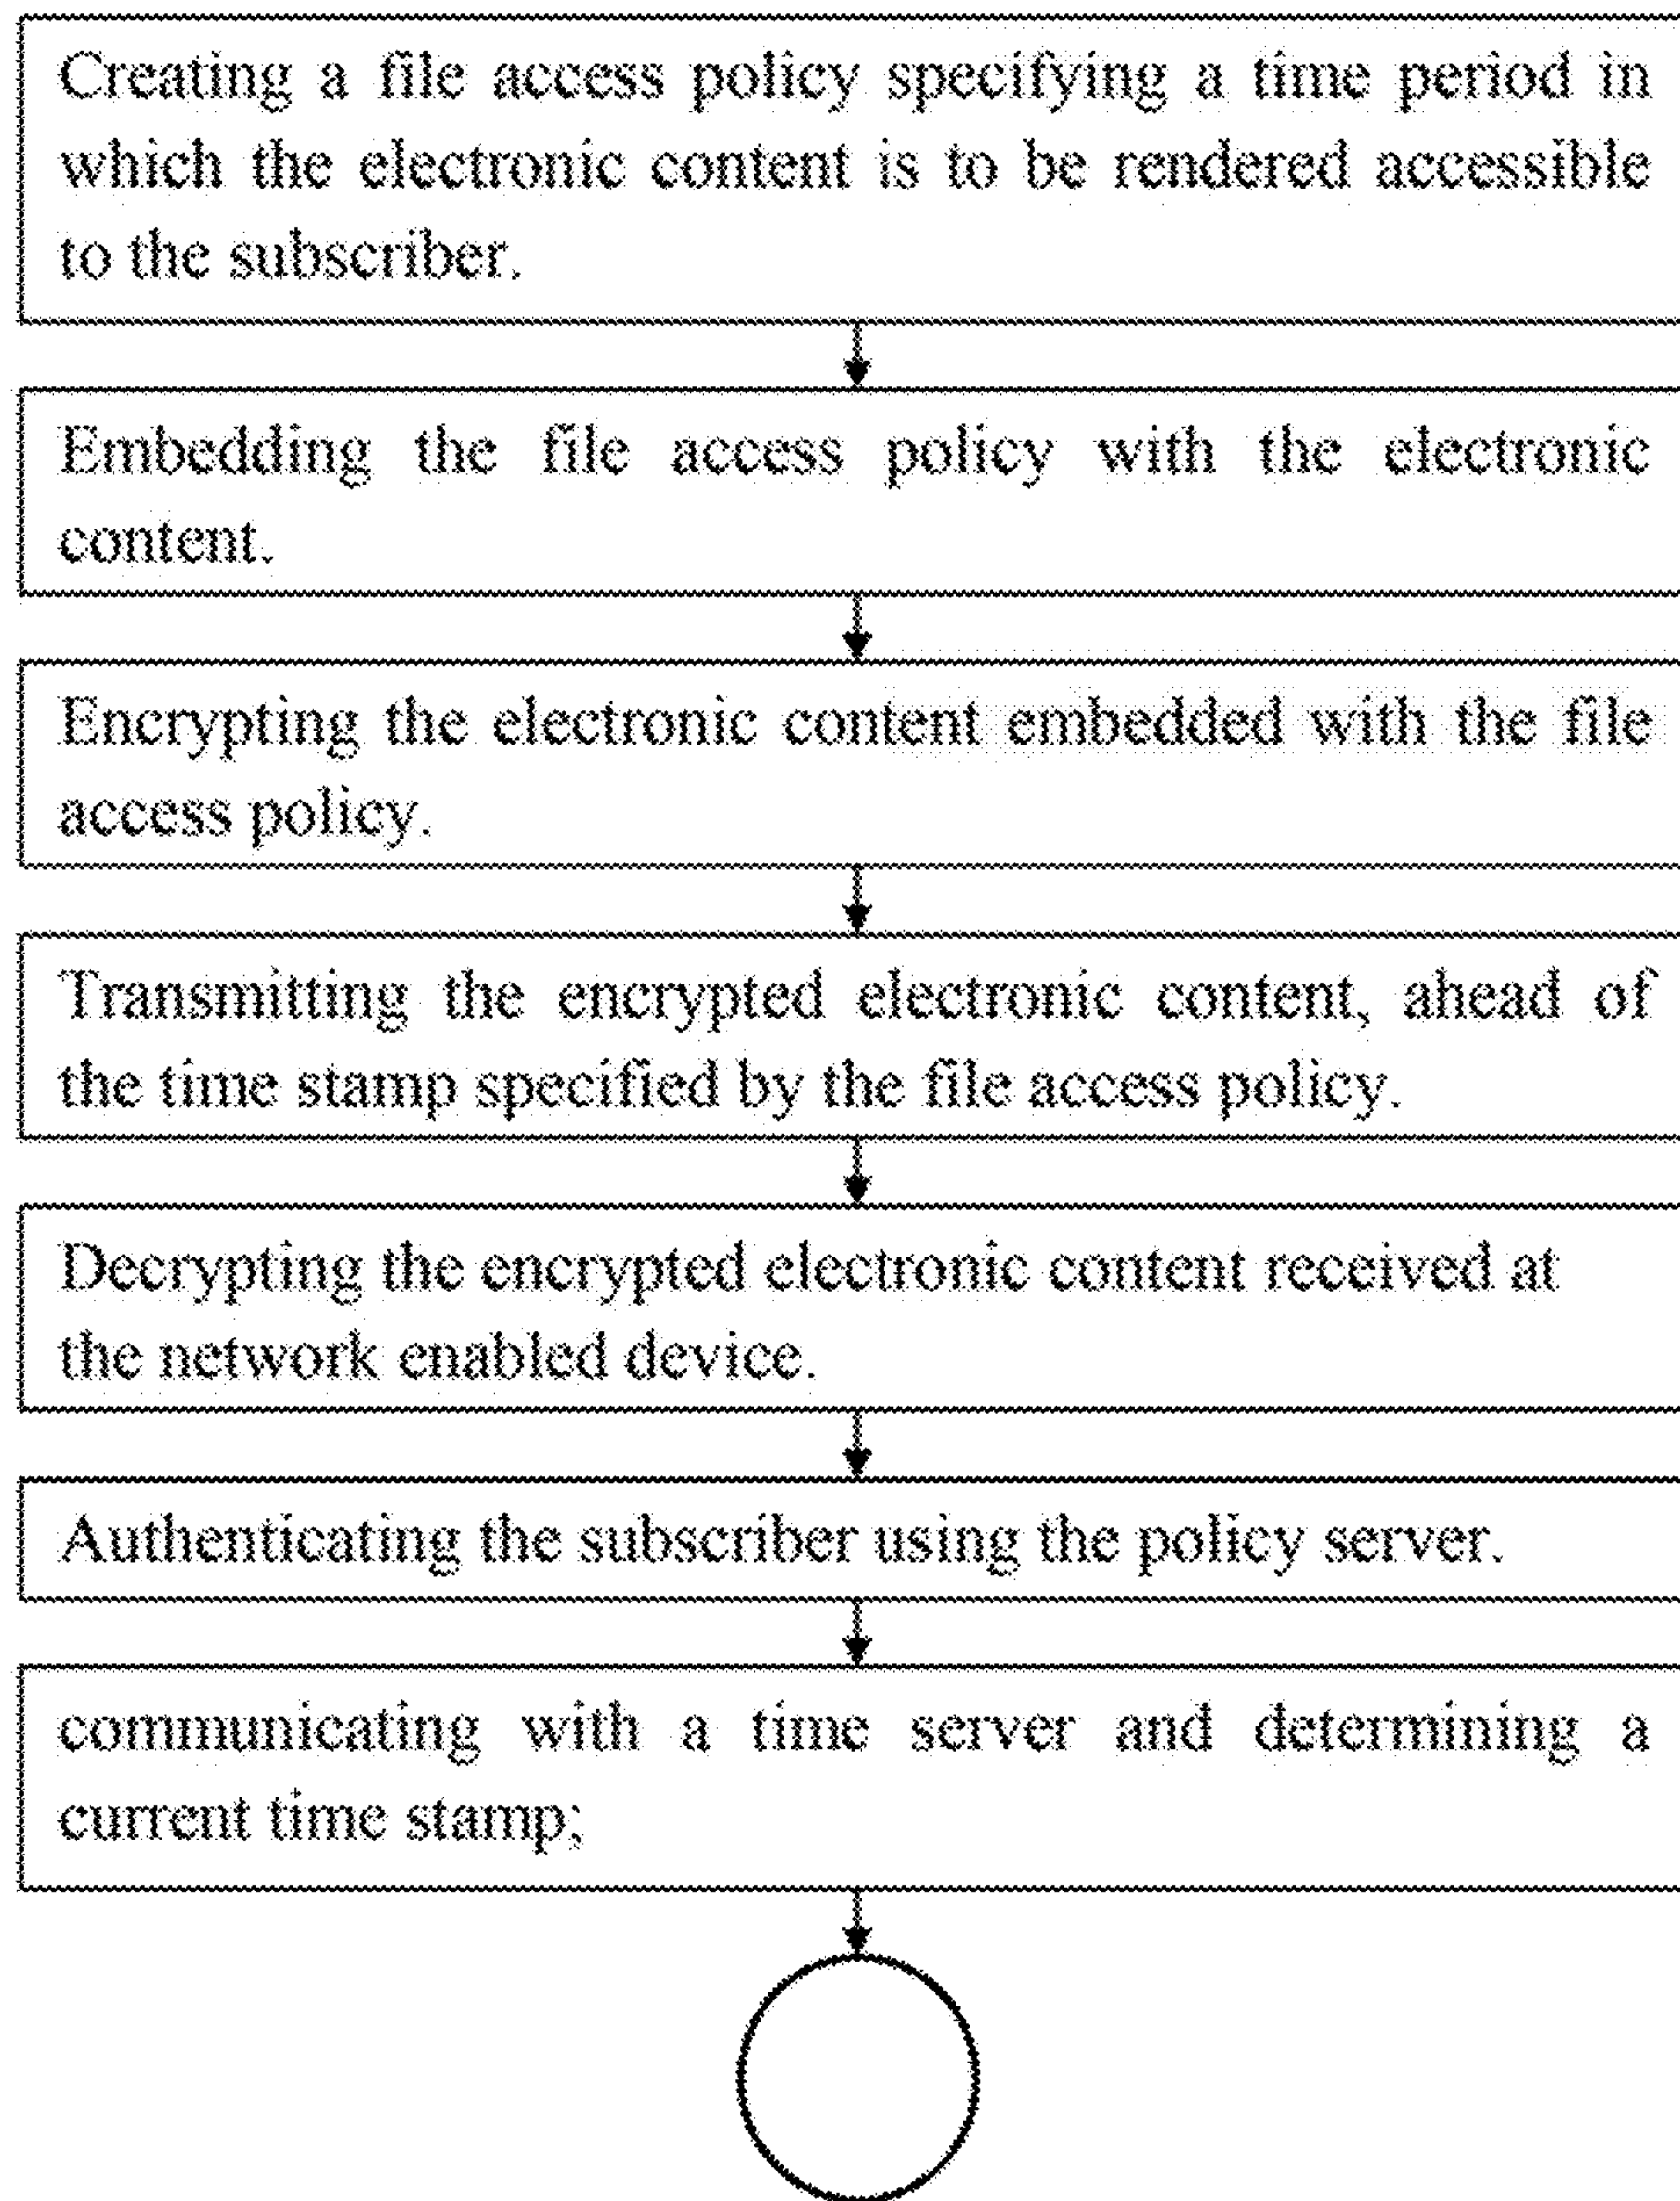 Creating a file access policy specifying a time period in
which the electronic content is to be rendered accessible
to the subscriber.
Embedding the file access policy with the electronic
content.
Encrypting the electronic content embedded with the file
access policy.
Transmitting the encrypted electronic content, ahead of
the time stamp specified by the file access policy.
Decrypting the encrypted electronic content received at
the network enabled device.
Authenticating the subscriber using the policy server.
communicating with a time server and determining a
current time stamp;